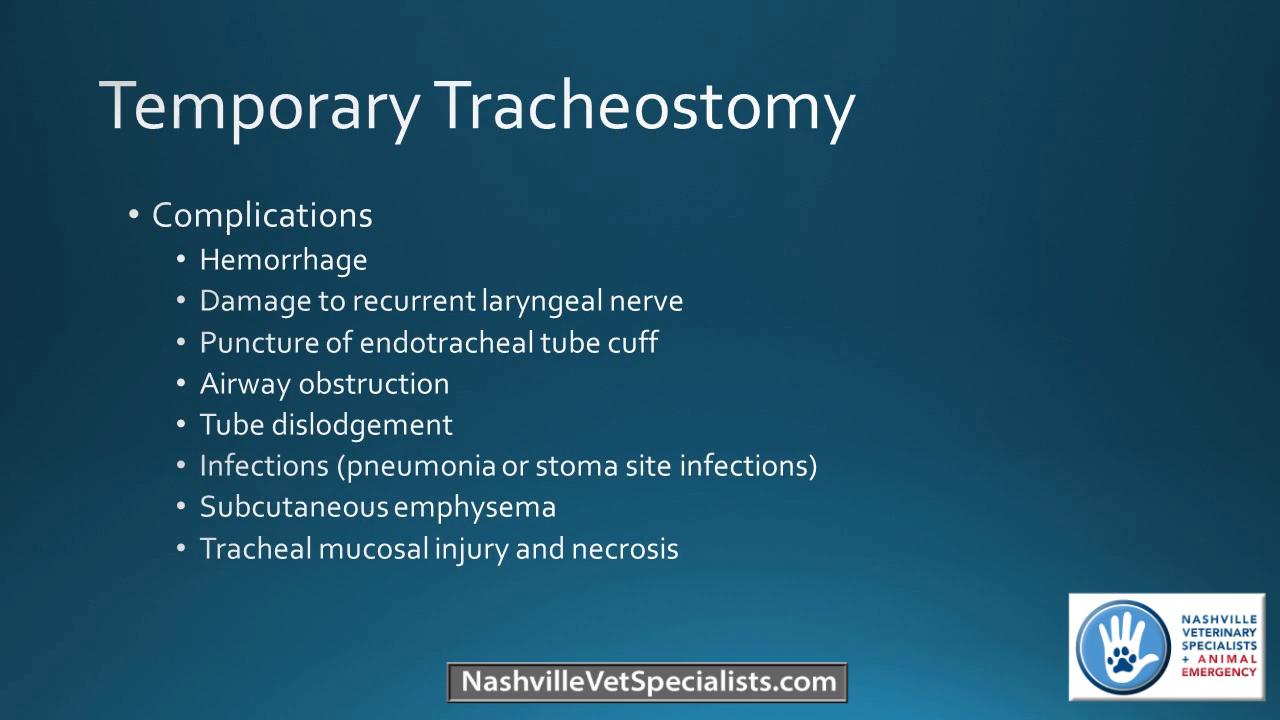 Temporary Tracheostomy
• Complications
• Hemorrhage
• Damage to recurrent laryngeal nerve
• Puncture of endotracheal tube cuff
• Airway obstruction
• Tube dislodgement
• Infections (pneumonia or stoma site infections)
• Subcutaneous emphysema
• Tracheal mucosal injury and necrosis
NASHVILLE
VETERINARY
SPECIALISTS
+ ANIMAL
EMERGENCY
NashvilleVetSpecialists.com